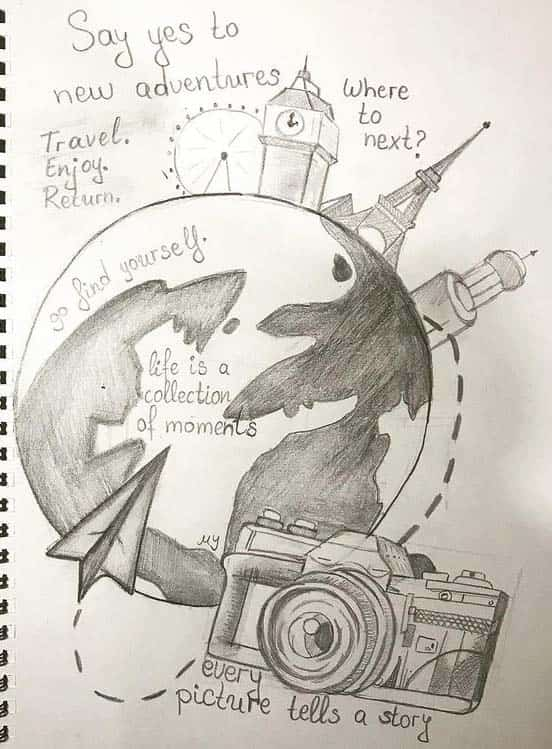 Say yes to
new adventures
where
to
next?
Travel.
Enjoy.
Return.
go find yourself.
life is a
collection
of moments
My
every
picture tells a story